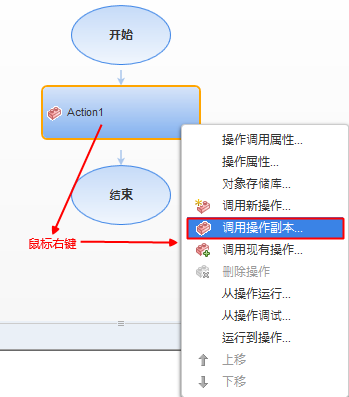 开始
Action1
结束
鼠标右键
操作调用属性...
操作属性...
对象存储库...
调用新操作...
调用操作副本...
调用现有操作...
删除操作
从操作运行...
从操作调试...
运行到操作...
上移
下移